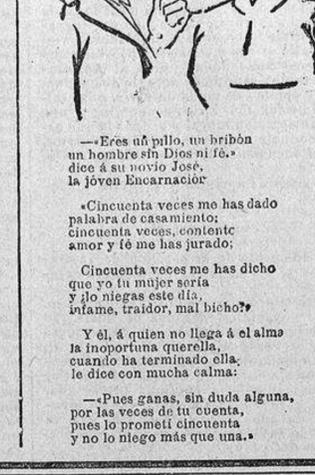 —«Eres un pillo, un bribón
un hombre sin Dios ni fé.»
dice á su novio José,
la jóven Encarnación
«Cincuenta veces me has dado
palabra de casamiento;
cincuenta veces, contento
amor y fé me has jurado;
Cincuenta veces me has dicho
que yo tu mujer sería
y ¿lo niegas este día,
infame, traidor, mal bicho?»
Y él, á quien no llega á el alma
la inoportuna querella,
cuando ha terminado ella,
le dice con mucha calma:
—«Pues ganas, sin duda alguna,
por las veces de tu cuenta,
pues lo prometí cincuenta
y no lo niego más que una.»